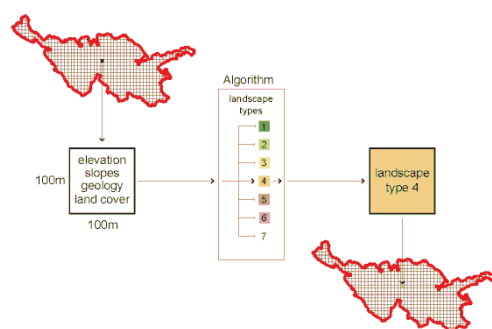 Algorithm
landscape
types
1
2
3
4
5
6
7
elevation
slopes
geology
land cover
100m
100m
landscape
type 4